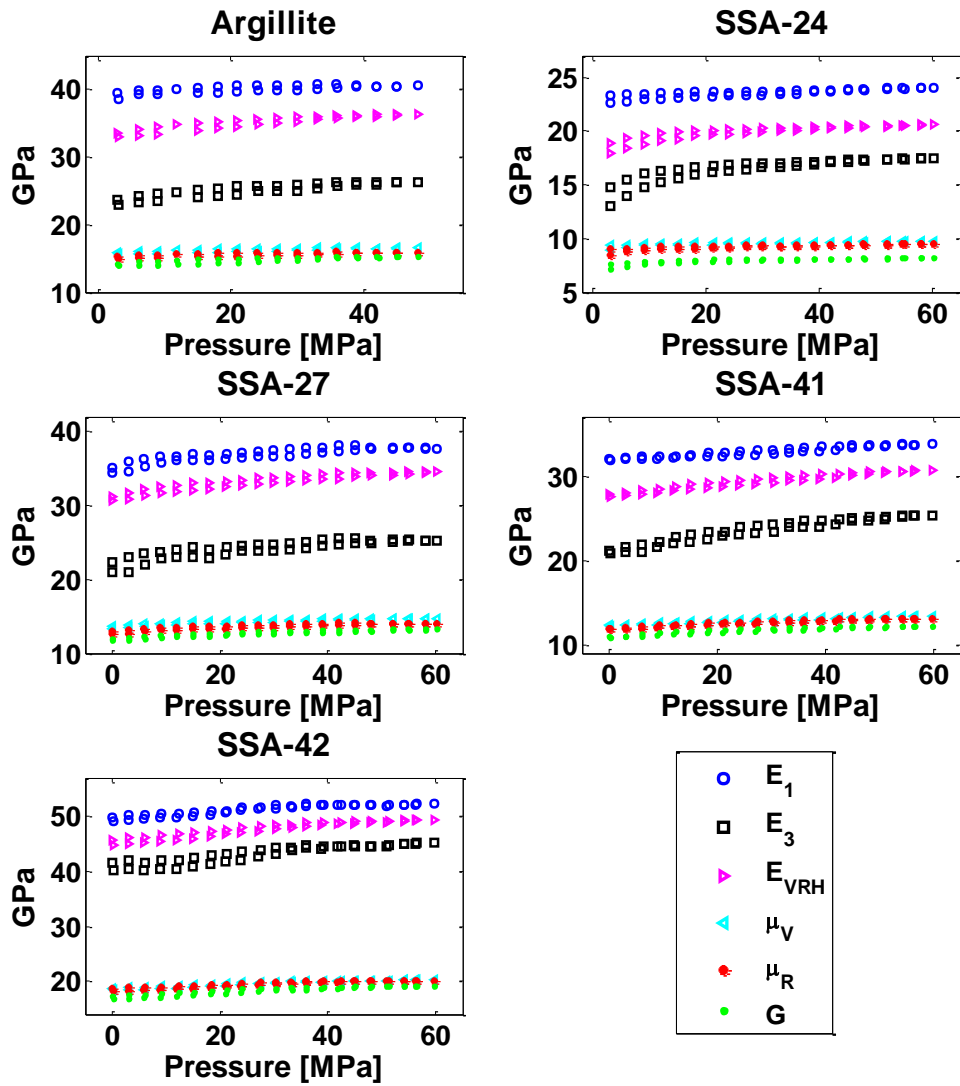 Argillite
SSA-24
GPa
40
30
20
10
0 20 40
Pressure [MPa]
GPa
25
20
15
10
5
0 20 40 60
Pressure [MPa]
SSA-27
SSA-41
GPa
40
30
20
10
0 20 40 60
Pressure [MPa]
GPa
30
20
10
0 20 40 60
Pressure [MPa]
SSA-42
GPa
50
40
30
20
0 20 40 60
Pressure [MPa]
E1
E3
EVRH
μV
μR
G